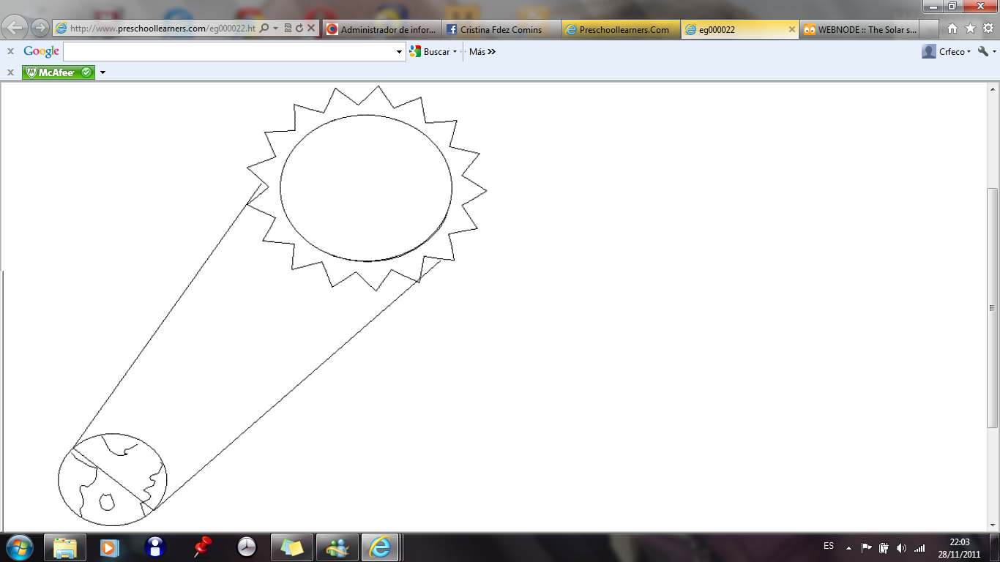 http://www.preschoollearners.com/eg000022.ht
Administrador de infor...
Cristina Fdez Comins
Preschoollearners.Com
eg000022
WEBNODE :: The Solar s...
Google
Buscar
Más
Crfeco
McAfee
ES
22:03
28/11/2011